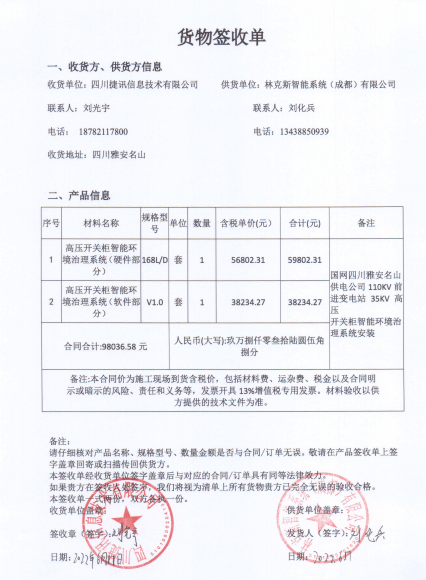 货物签收单
一、收货方、供货方信息
收货单位：四川捷讯信息技术有限公司 供货单位：林克斯智能系统（成都）有限公司
联系人：刘光宇 联系人：刘化兵
电话： 18782117800 电话：13438850939
收货地址：四川雅安名山
二、产品信息
序号 材料名称 规格型号 单位 数量 含税单价(元) 合计(元) 备注
1 高压开关柜智能环境治理系统（硬件部分） 168L/D 套 1 56802.31 59802.31
2 高压开关柜智能环境治理系统（软件部分） V1.0 套 1 38234.27 38234.27
国网四川雅安名山
供电公司 110KV 前
进变电站 35KV 高
压
开关柜智能环境治
理系统安装
合同合计:98036.58 元 人民币(大写):玖万捌仟零叁拾陆圆伍角捌分
备注:本合同价为施工现场到货含税价，包括材料费、运杂费、税金以及合同明
示或暗示的风险、责任和义务等，发票开具 13%增值税专用发票。材料验收以供
方提供的技术文件为准。
备注：
请仔细核对产品名称、规格型号、数量金额是否与合同/订单无误。敬请在产品签收单上签
字盖章回寄或扫描传回供货方。
本签收单经收货单位签字盖章后与对应的合同/订单具有同等法律效力。
如果贵方在签收人处签字，我们将视为清单上所有货物贵方已完全无误的验收合格。
本签收单一式两份，双方各执一份。
收货单位盖章： 供货单位盖章：
签收章（签字）： 发货人（签字）：
日期： 日期：